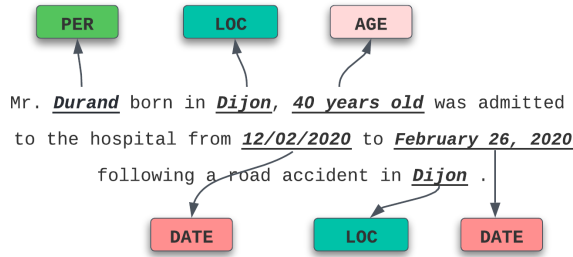 PER LOC AGE
Mr. Durand born in Dijon, 40 years old was admitted
to the hospital from 12/02/2020 to February 26, 2020
following a road accident in Dijon .
DATE LOC DATE